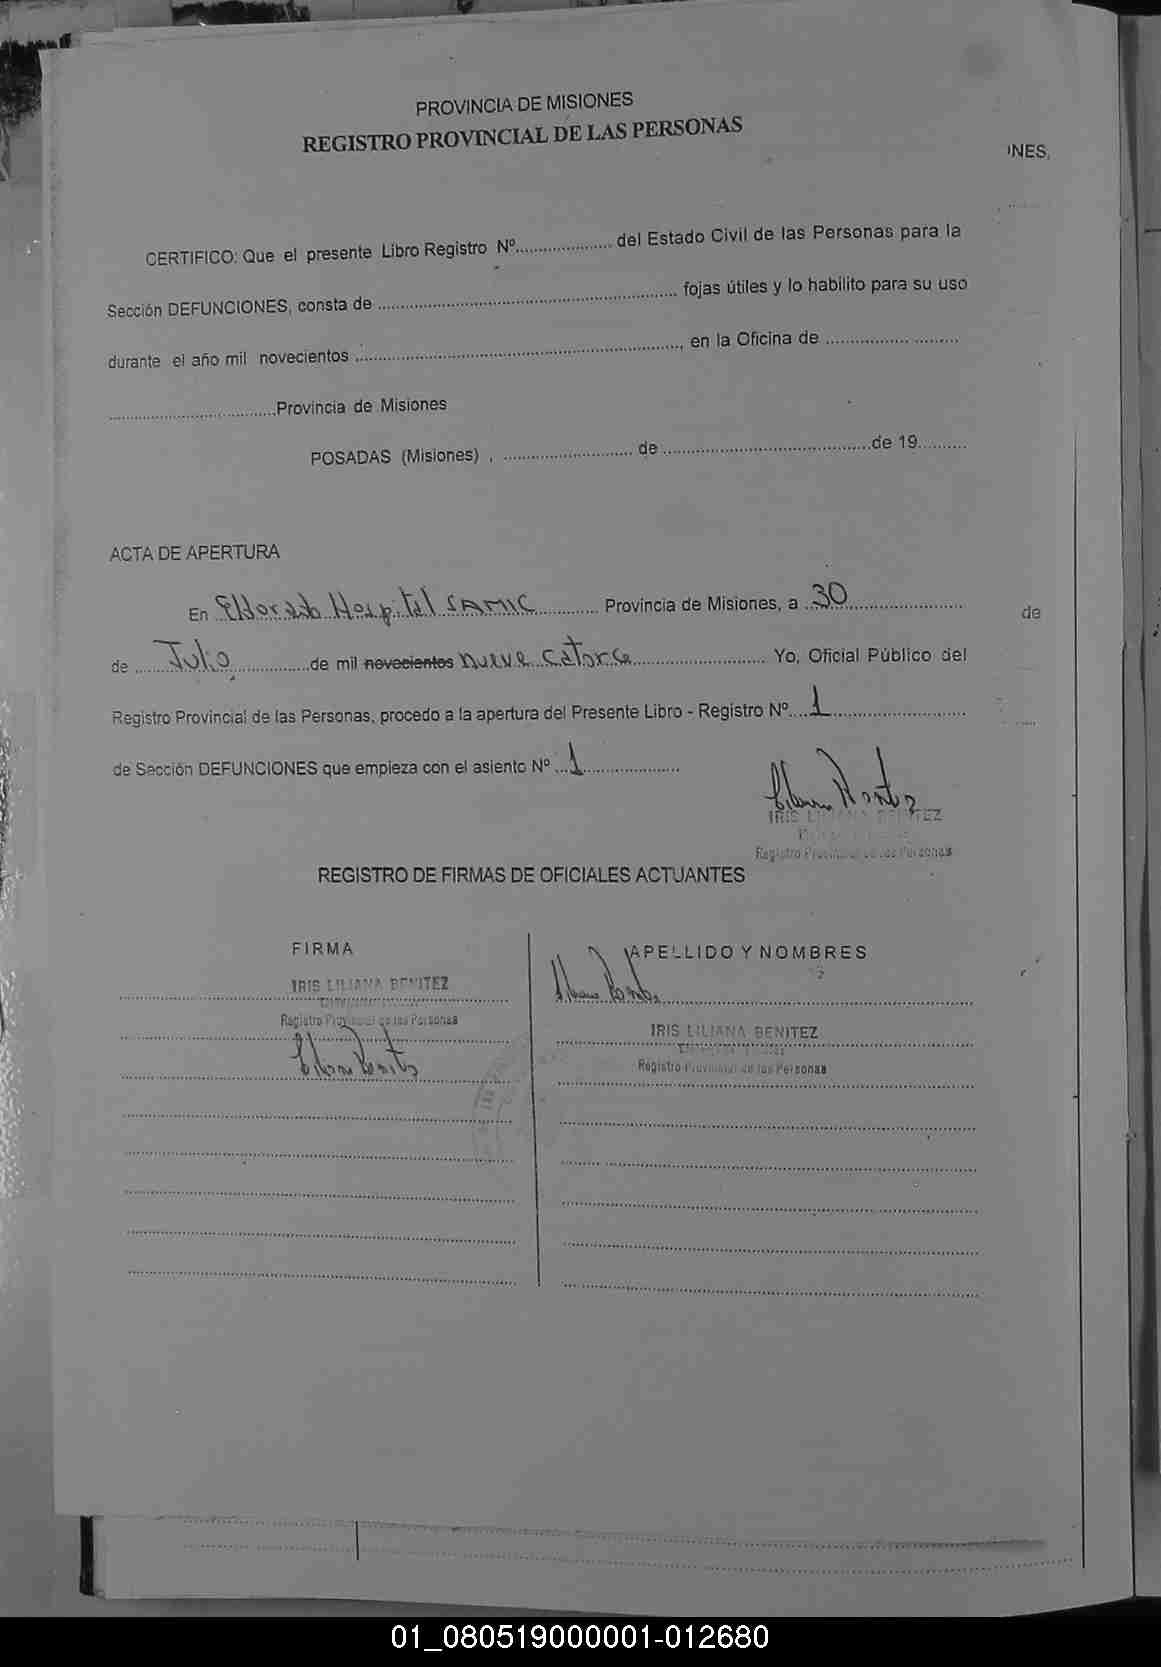 PROVINCIA DE MISIONES
REGISTRO PROVINCIAL DE LAS PERSONAS
INES,
CERTIFICO: Que el presente Libro Registro Nº.................... del Estado Civil de las Personas para la
Sección DEFUNCIONES, consta de ............................................................ fojas útiles y lo habilito para su uso
durante el año mil novecientos ................................................................., en la Oficina de ...........................
.................................Provincia de Misiones
POSADAS (Misiones) , ........................... de ..........................................de 19..........
ACTA DE APERTURA
En Eldorado Hospital SAMIC............ Provincia de Misiones, a ..30........................
de
de .....Julio................de mil novecientos nueve catorce........................... Yo, Oficial Público del
Registro Provincial de las Personas, procedo a la apertura del Presente Libro - Registro Nº....1...........................
de Sección DEFUNCIONES que empieza con el asiento Nº ...1....................
Liliana Benitez
IRIS LILIANA BENITEZ
Registro Provincial de las Personas
REGISTRO DE FIRMAS DE OFICIALES ACTUANTES
FIRMA
APELLIDO Y NOMBRES
IRIS LILIANA BENITEZ
Registro Provincial de las Personas
Liliana Benitez
Liliana Benitez
IRIS LILIANA BENITEZ
Registro Provincial de las Personas
01_080519000001-012680